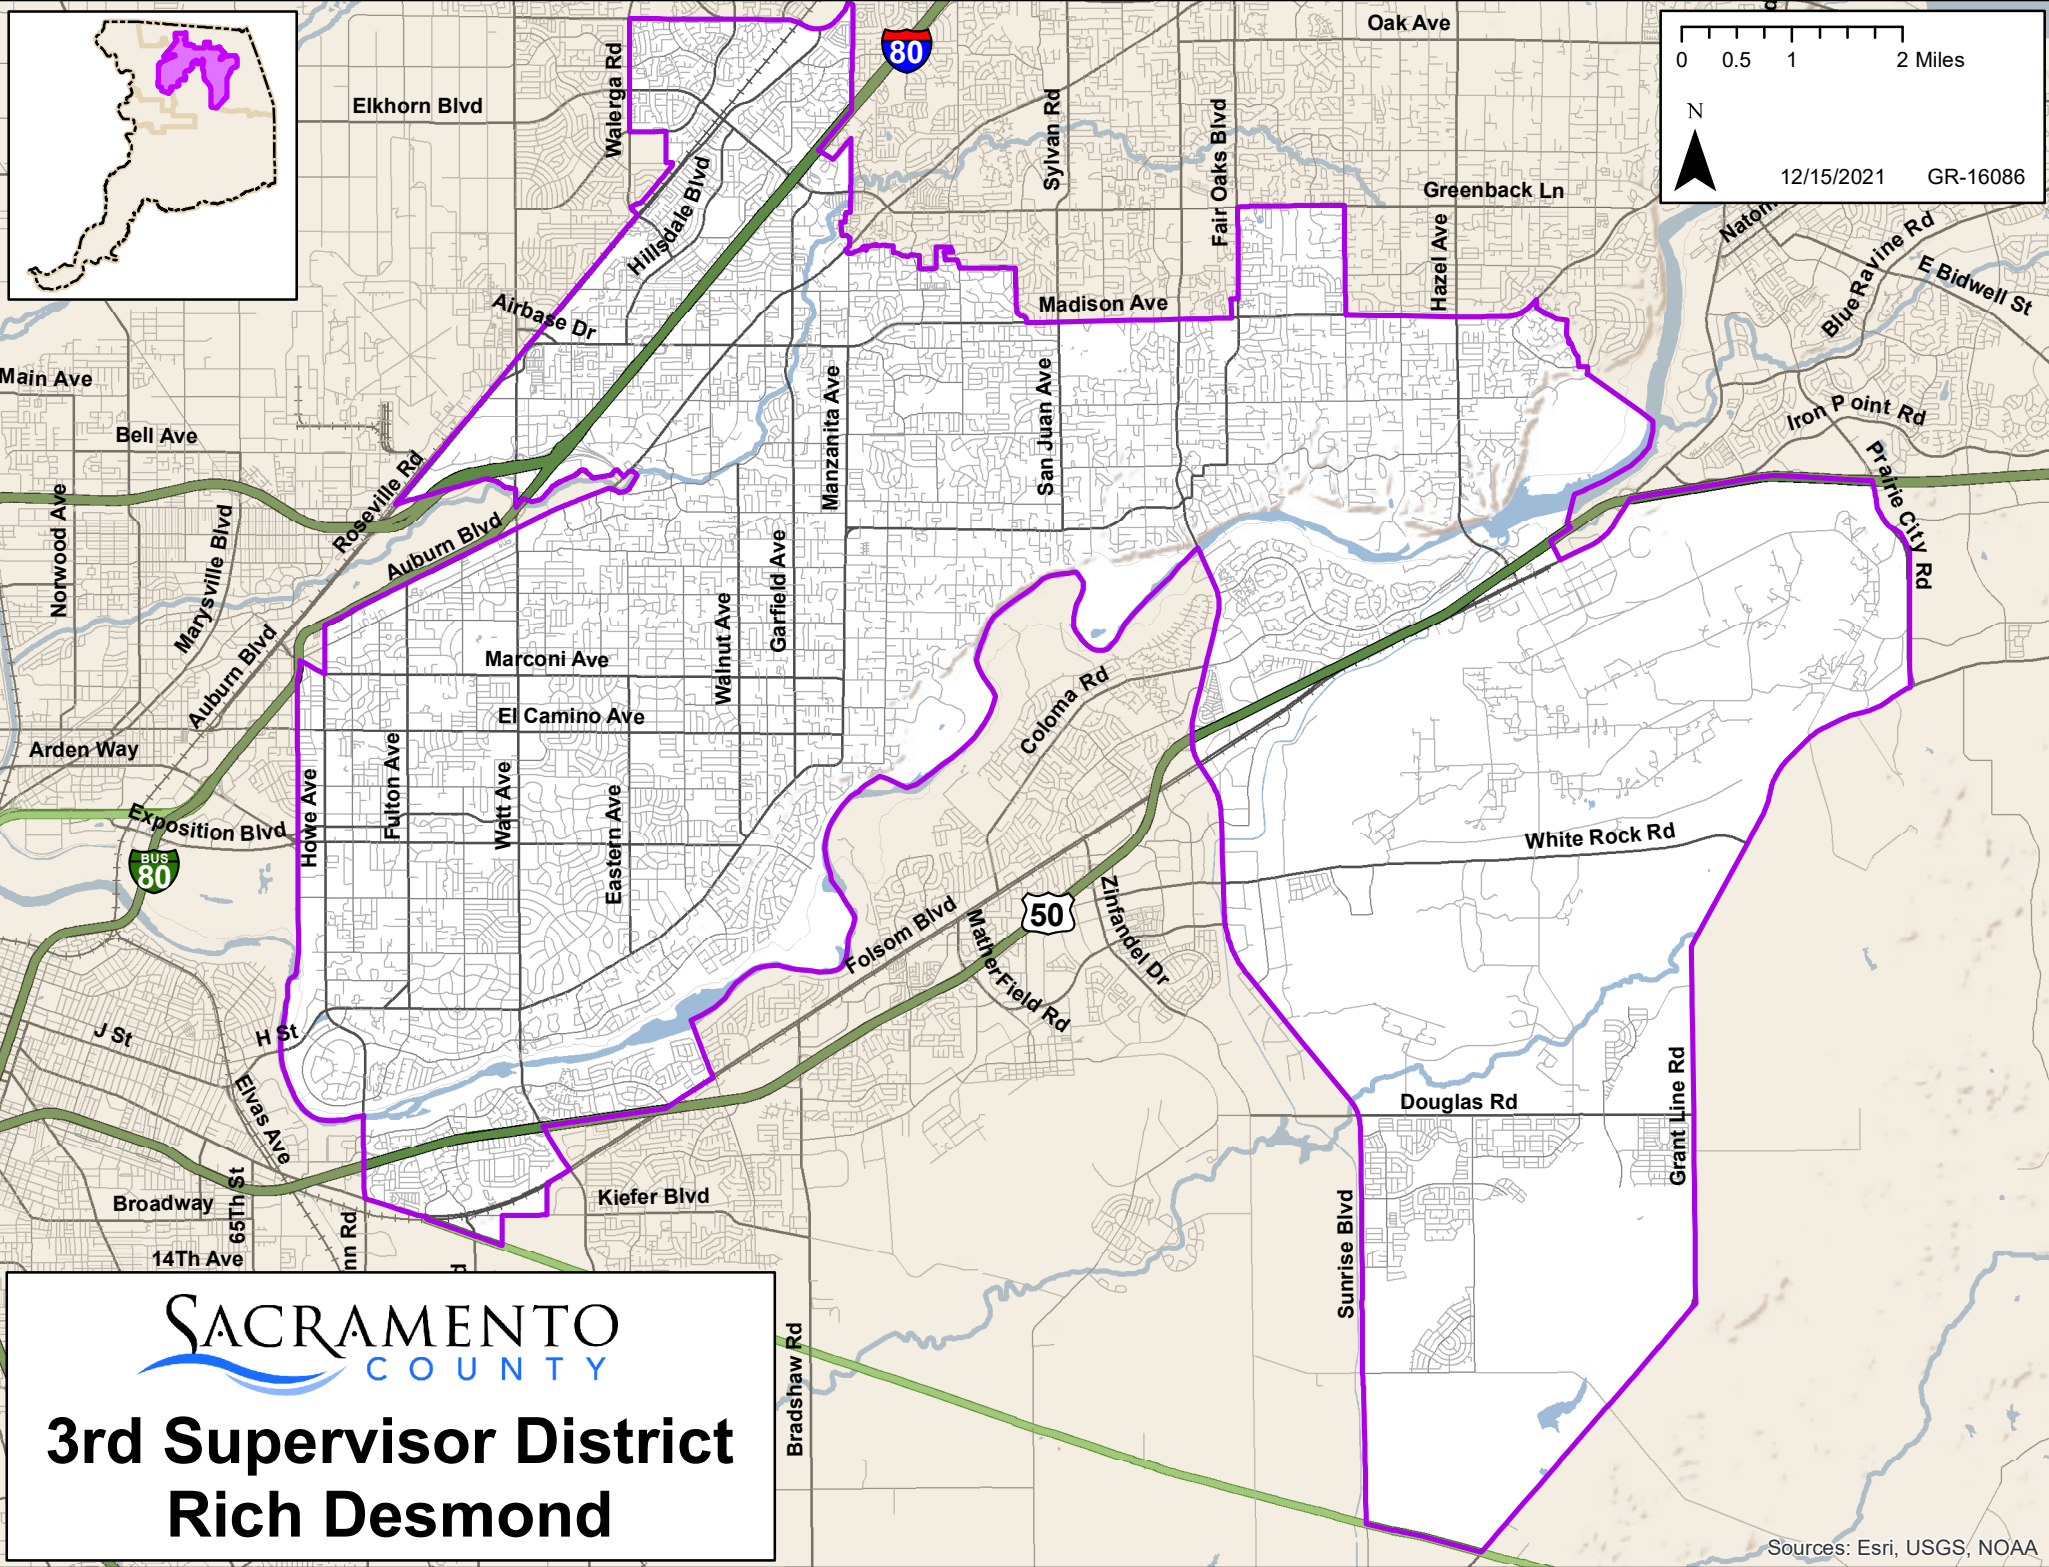 Oak Ave
80
0 0.5 1 2 Miles
N
12/15/2021 GR-16086
Elkhorn Blvd
Walerga Rd
Sylvan Rd
Fair Oaks Blvd
Greenback Ln
Hazel Ave
Blue Ravine Rd
E Bidwell St
Hillsdale Blvd
Airbase Dr
Madison Ave
Main Ave
Bell Ave
Manzanita Ave
San Juan Ave
Iron Point Rd
Prairie City Rd
Norwood Ave
Marysville Blvd
Roseville Rd
Auburn Blvd
Auburn Blvd
Garfield Ave
Walnut Ave
Marconi Ave
El Camino Ave
Coloma Rd
Arden Way
Howe Ave
Fulton Ave
Watt Ave
Eastern Ave
Exposition Blvd
BUS
80
White Rock Rd
50
Zinfandel Dr
Folsom Blvd
Mather Field Rd
J St
H St
Elvas Ave
Douglas Rd
Grant Line Rd
Broadway
65Th St
Kiefer Blvd
nn Rd
14Th Ave
Sunrise Blvd
Bradshaw Rd
SACRAMENTO
COUNTY
3rd Supervisor District
Rich Desmond
Sources: Esri, USGS, NOAA